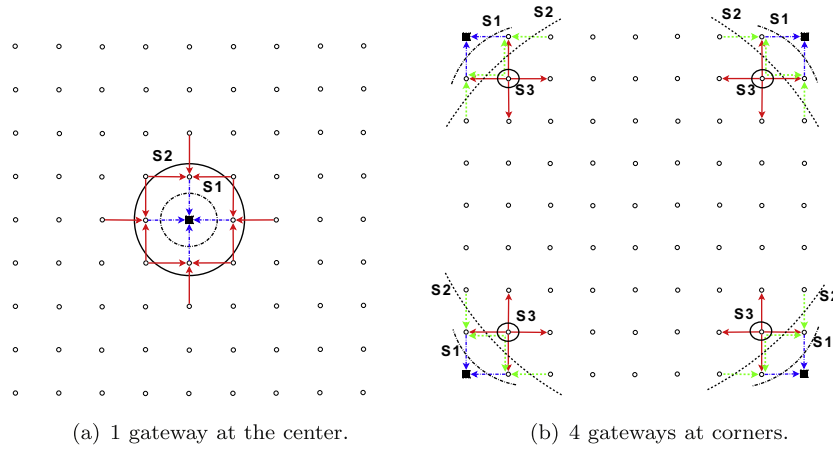 S1 S2 S2 S1
S2
S1
S3 S3
S2 S3 S3 S2
S1 S1
(a) 1 gateway at the center. (b) 4 gateways at corners.